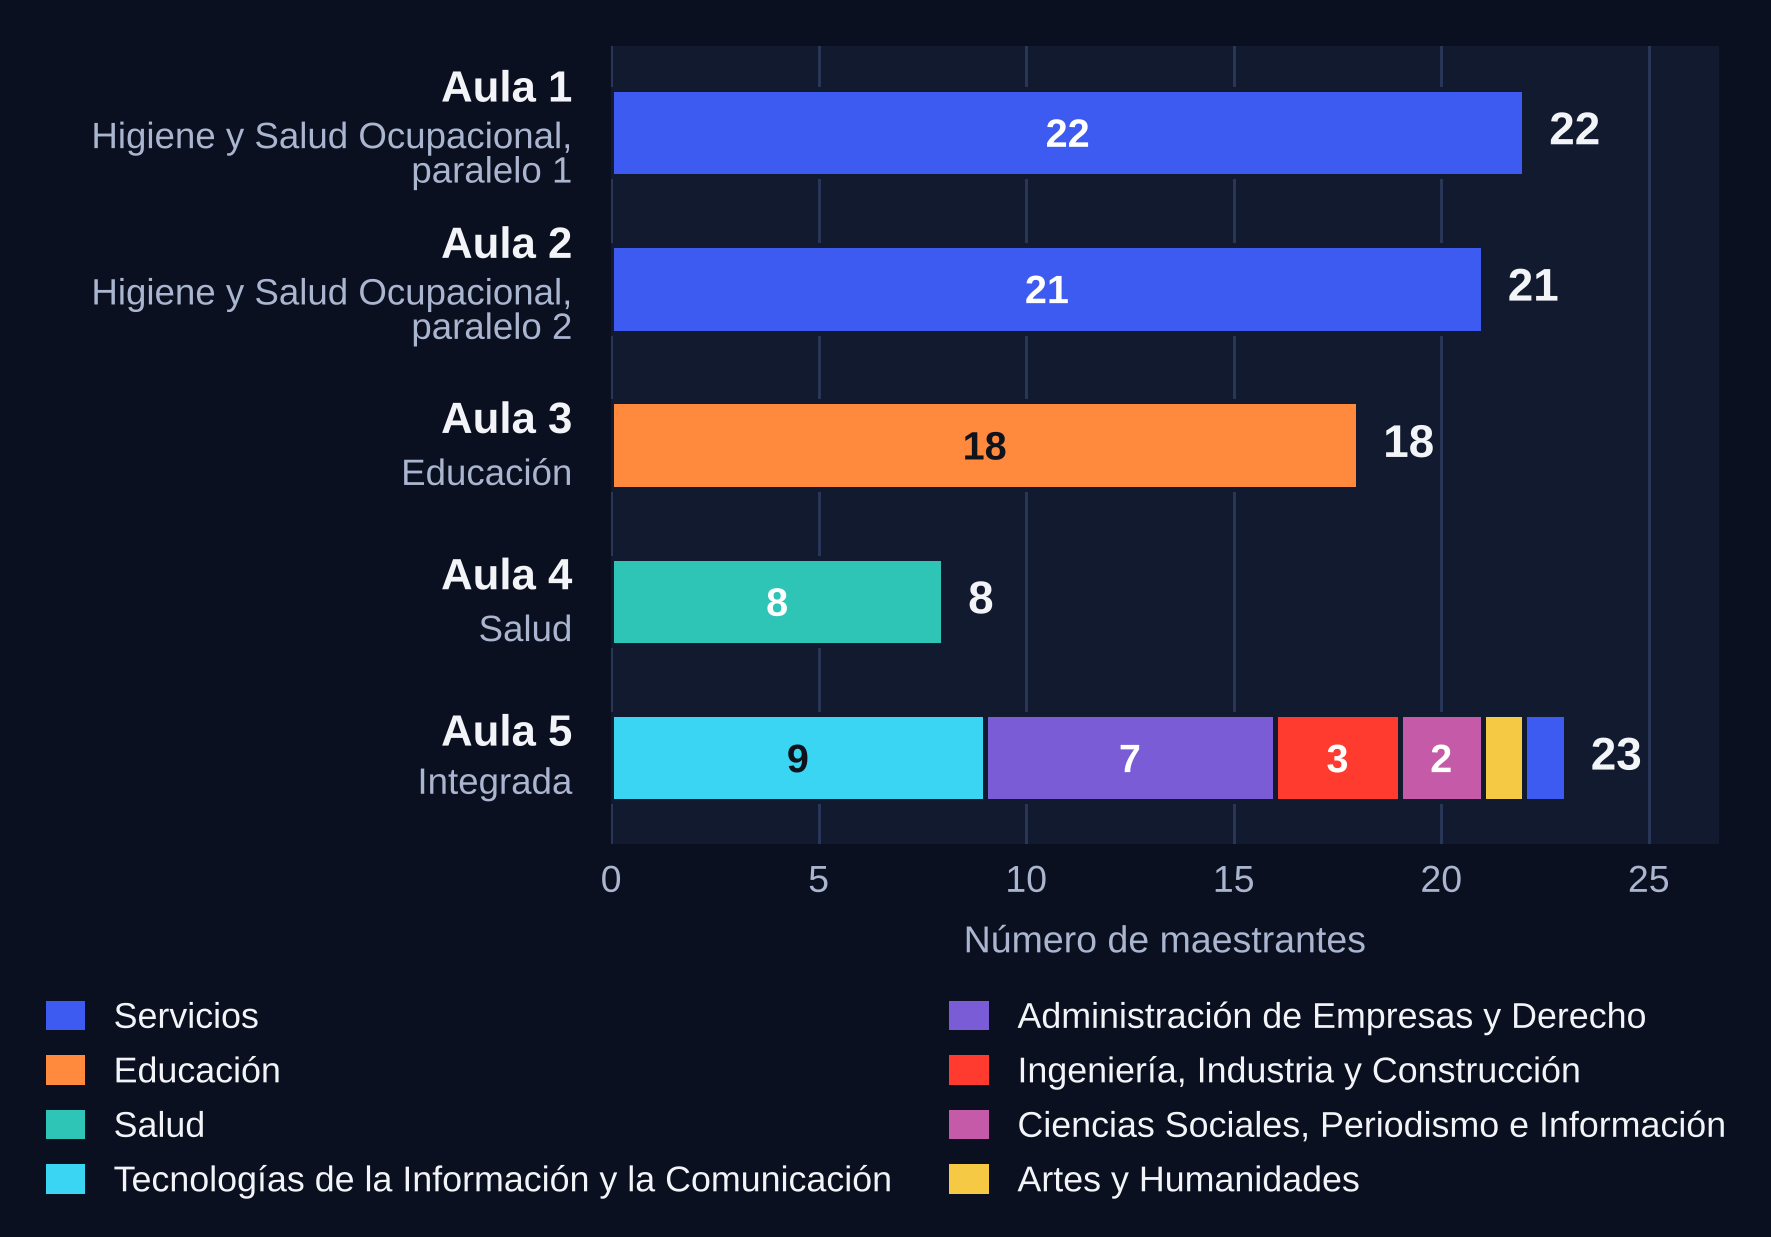 Aula 1
Higiene y Salud Ocupacional,
paralelo 1
22
22
Aula 2
Higiene y Salud Ocupacional,
paralelo 2
21
21
Aula 3
Educación
18
18
Aula 4
Salud
8
8
Aula 5
Integrada
9
7
3
2
23
0
5
10
15
20
25
Número de maestrantes
Servicios
Educación
Salud
Tecnologías de la Información y la Comunicación
Administración de Empresas y Derecho
Ingeniería, Industria y Construcción
Ciencias Sociales, Periodismo e Información
Artes y Humanidades